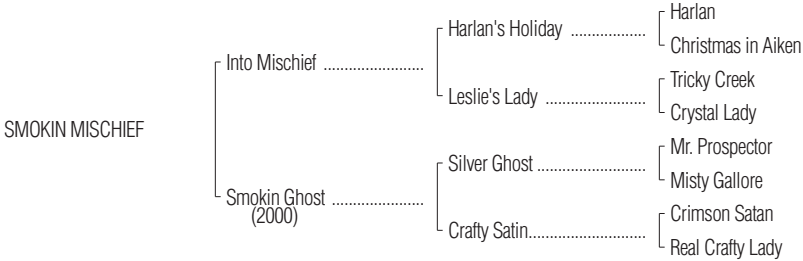 Harlan
Harlan's Holiday ...................
Christmas in Aiken
Into Mischief .........................
Tricky Creek
Leslie's Lady .........................
Crystal Lady
SMOKIN MISCHIEF
Mr. Prospector
Silver Ghost ...........................
Misty Gallore
Smokin Ghost .......................
(2000)
Crimson Satan
Crafty Satin.............................
Real Crafty Lady